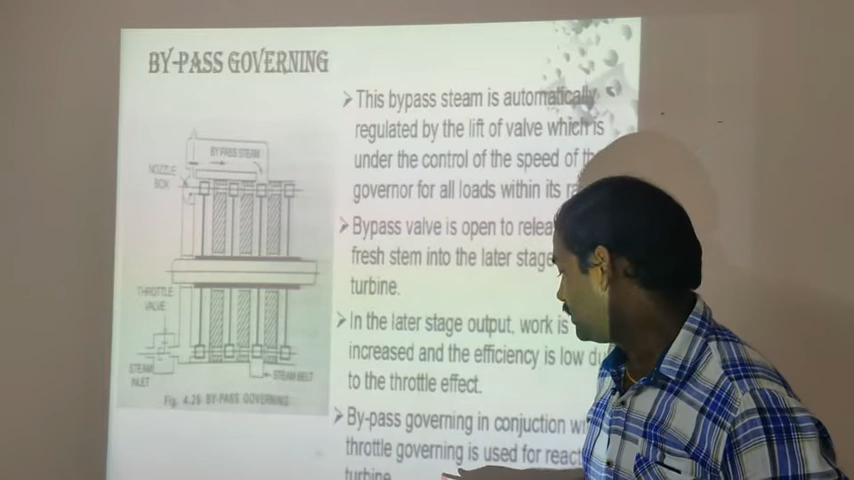 BY-PASS GOVERNING
➢This bypass steam is automatically
regulated by the lift of valve which is
under the control of the speed of
governor for all loads within its
➢Bypass valve is open to
fresh stem into the later stage
turbine.
➢In the later stage output, work is
increased and the efficiency is low
to the throttle effect.
➢By-pass governing in conjuction
throttle governing is used for
turbine
BY PASS STEAM
NOZZLE
BOX
THROTTLE
VALVE
STEAM
INLET
STEAM BELT
Fig. 4.25 BY-PASS GOVERNING